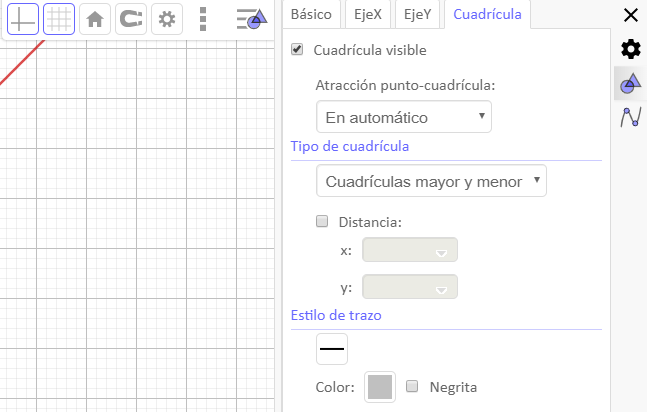 Básico EjeX EjeY Cuadrícula
Cuadrícula visible
Atracción punto-cuadrícula:
En automático
Tipo de cuadrícula
Cuadrículas mayor y menor
Distancia:
x:
y:
Estilo de trazo
Color: Negrita